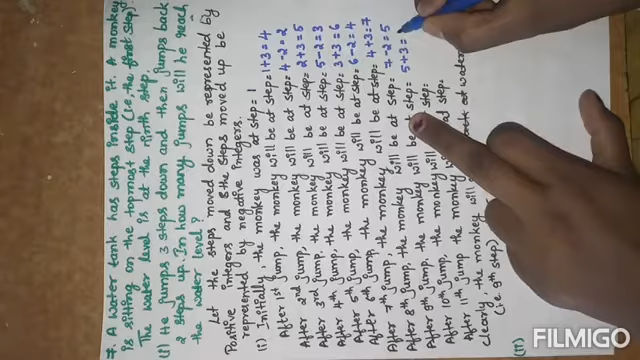 7. A Water tank has steps inside it. A monkey
is sitting on the topmost step (i.e., the first step)
The water level is at the ninth step.
(i) He jumps 3 steps down and then jumps back
2 steps up. In how many jumps will he reach
the water level?
Let the steps moved down be represented by
Positive integers and the steps moved up be
represented by negative integers.
(i) Initially, the monkey was at step = 1
After 1st jump, the monkey will be at step = 1+3=4
After 2nd jump, the monkey will be at step = 4-2=2
After 3rd jump, the monkey will be at step = 2+3=5
After 4th jump, the monkey will be at step = 5-2=3
After 5th jump, the monkey will be at step = 3+3=6
After 6th jump, the monkey will be at step = 6-2=4
After 7th jump, the monkey will be at step = 4+3=7
After 8th jump, the monkey will be at step = 7-2=5
After 9th jump, the monkey will be at step = 5+3=
After 10th jump, the monkey step
After 11th jump the monkey
clearly, the monkey will at water
(i.e 9th step)
(ii)
FILMIGO